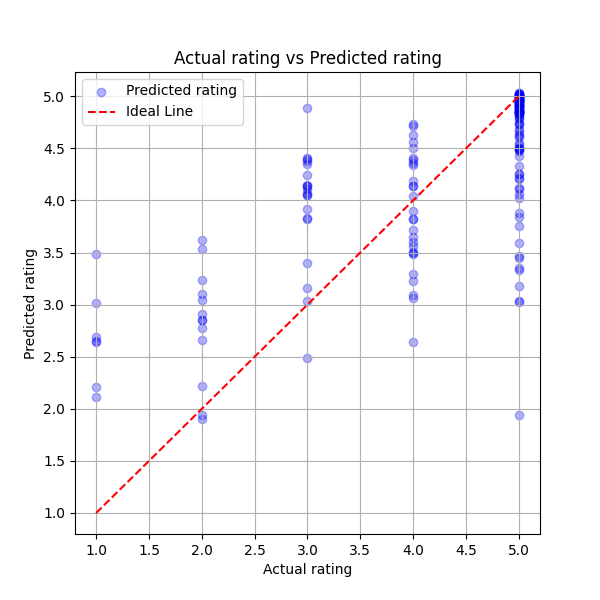 Actual rating vs Predicted rating
Predicted rating
Ideal Line
5.0
4.5
4.0
3.5
3.0
2.5
2.0
1.5
1.0
Predicted rating
1.0 1.5 2.0 2.5 3.0 3.5 4.0 4.5 5.0
Actual rating